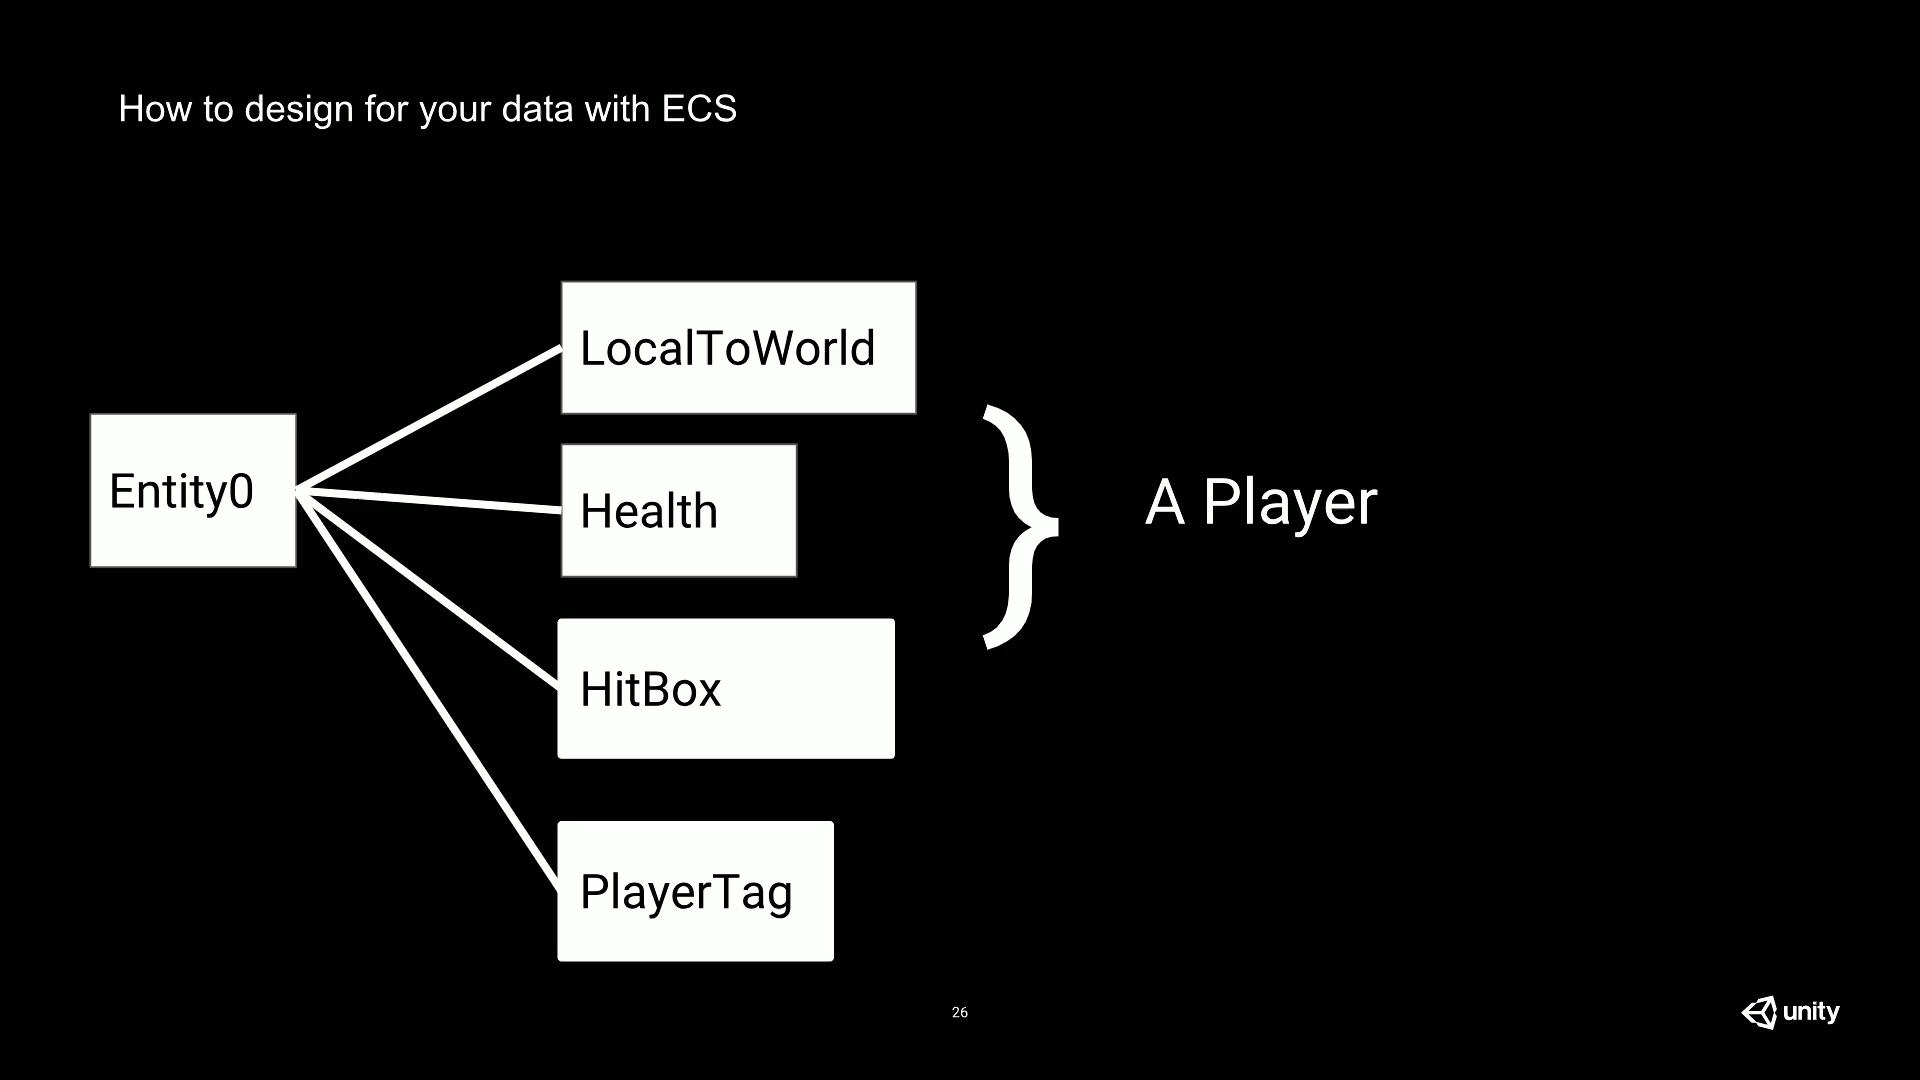 How to design for your data with ECS
LocalToWorld
Entity0
Health
}
A Player
HitBox
PlayerTag
26
unity